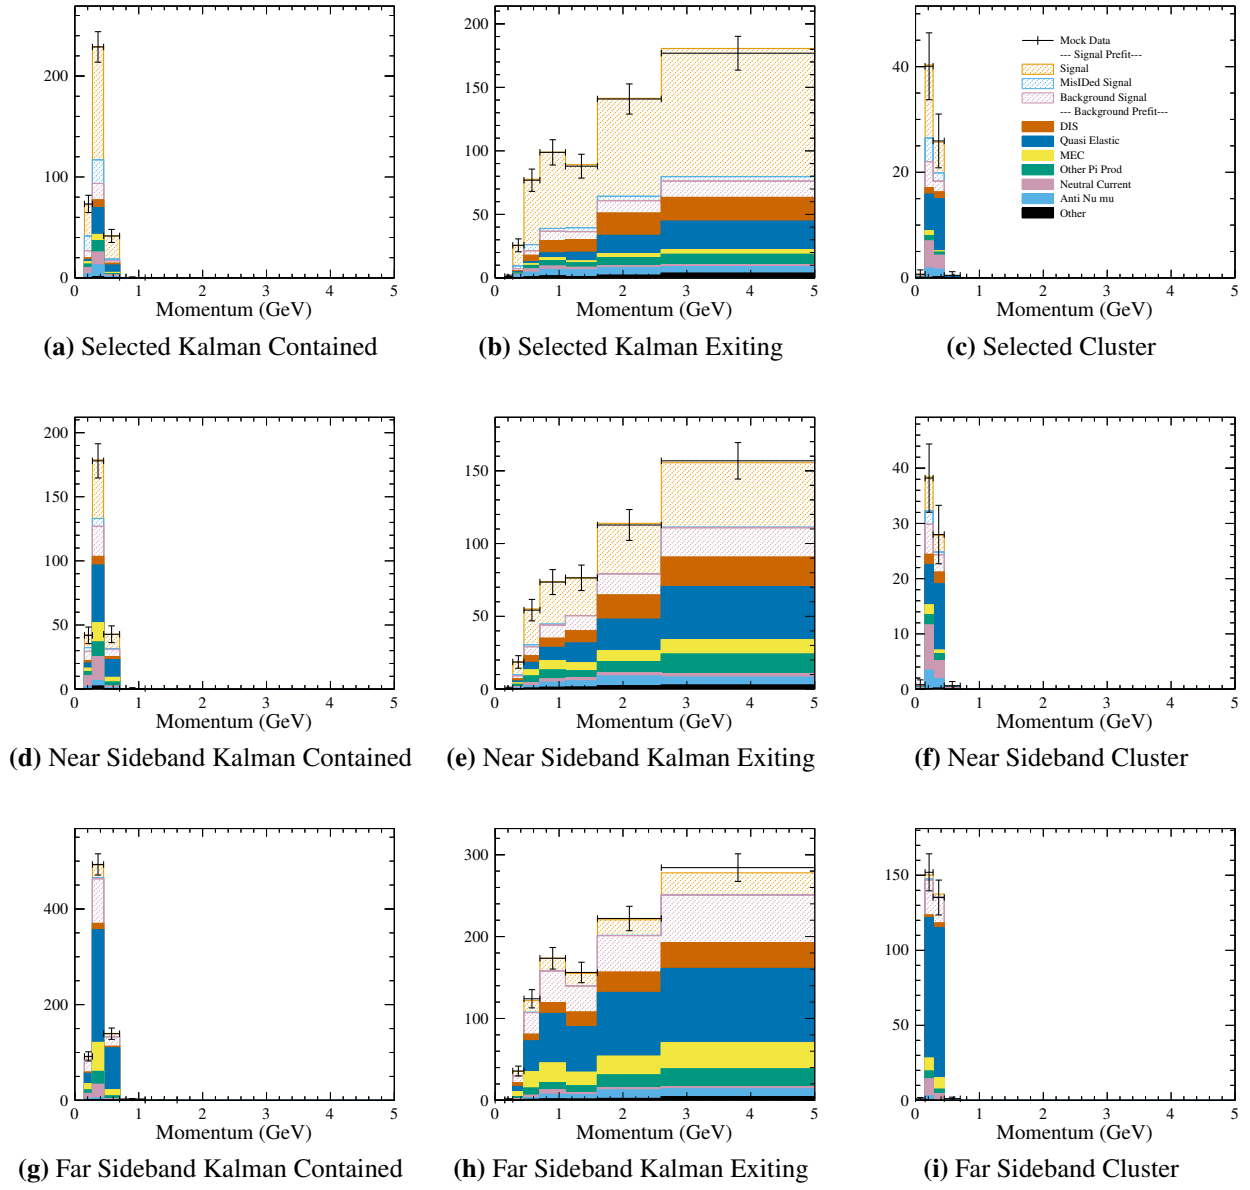 200
100
0
0 1 2 3 4 5
Momentum (GeV)
(a) Selected Kalman Contained
200
150
100
50
0
0 1 2 3 4 5
Momentum (GeV)
(b) Selected Kalman Exiting
40
20
0
0 1 2 3 4 5
Momentum (GeV)
Mock Data
--- Signal Prefit---
Signal
MisIDed Signal
Background Signal
--- Background Prefit---
DIS
Quasi Elastic
MEC
Other Pi Prod
Neutral Current
Anti Nu mu
Other
(c) Selected Cluster
200
150
100
50
0
0 1 2 3 4 5
Momentum (GeV)
(d) Near Sideband Kalman Contained
150
100
50
0
0 1 2 3 4 5
Momentum (GeV)
(e) Near Sideband Kalman Exiting
40
30
20
10
0
0 1 2 3 4 5
Momentum (GeV)
(f) Near Sideband Cluster
400
200
0
0 1 2 3 4 5
Momentum (GeV)
(g) Far Sideband Kalman Contained
300
200
100
0
0 1 2 3 4 5
Momentum (GeV)
(h) Far Sideband Kalman Exiting
150
100
50
0
0 1 2 3 4 5
Momentum (GeV)
(i) Far Sideband Cluster